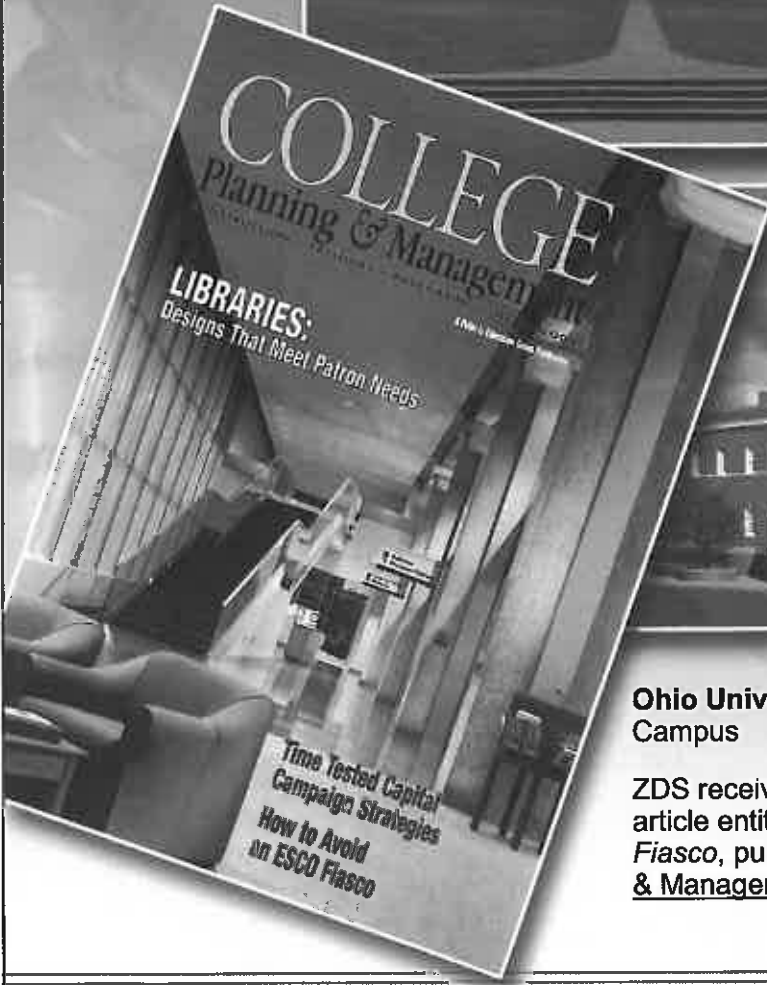 COLLEGE
Planning & Management
LIBRARIES:
Designs That Meet Patron Needs
Time Tested Capital
Campaign Strategies
How to Avoid
an ESCO Fiasco
Ohio Univ
Campus
ZDS receiv
article entit
Fiasco, pu
& Manager